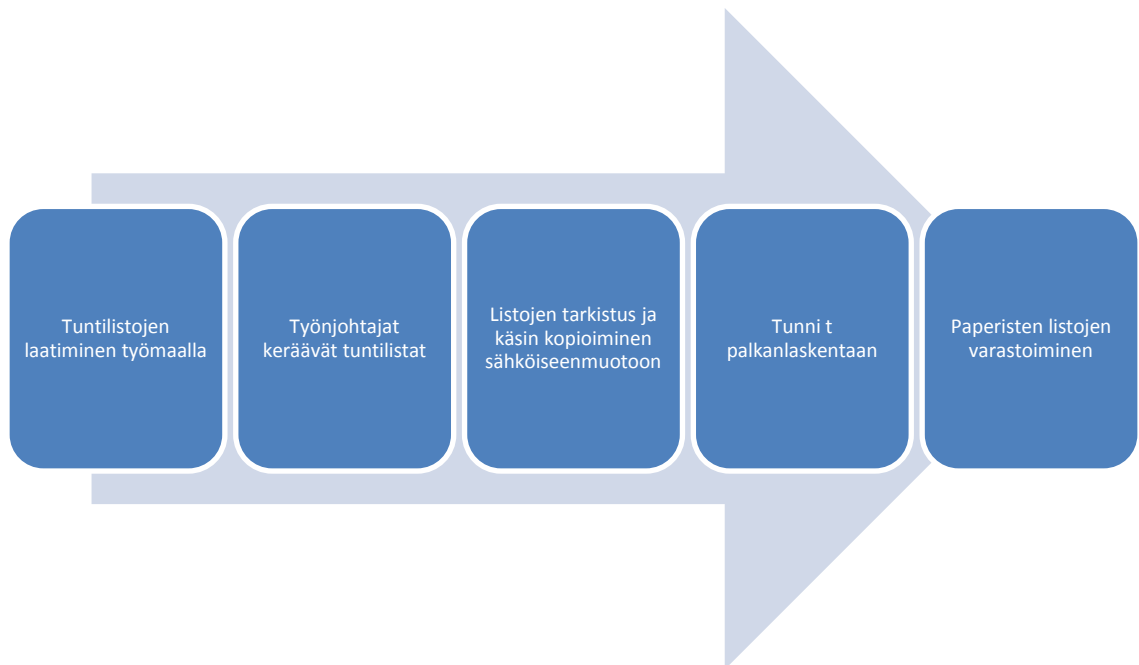 Tuntilistojen
laatiminen työmaalla
Työnjohtajat
keräävät tuntilistat
Listojen tarkistus ja
käsin kopioiminen
sähköiseenmuotoon
Tunni t
palkanlaskentaan
Paperisten listojen
varastoiminen